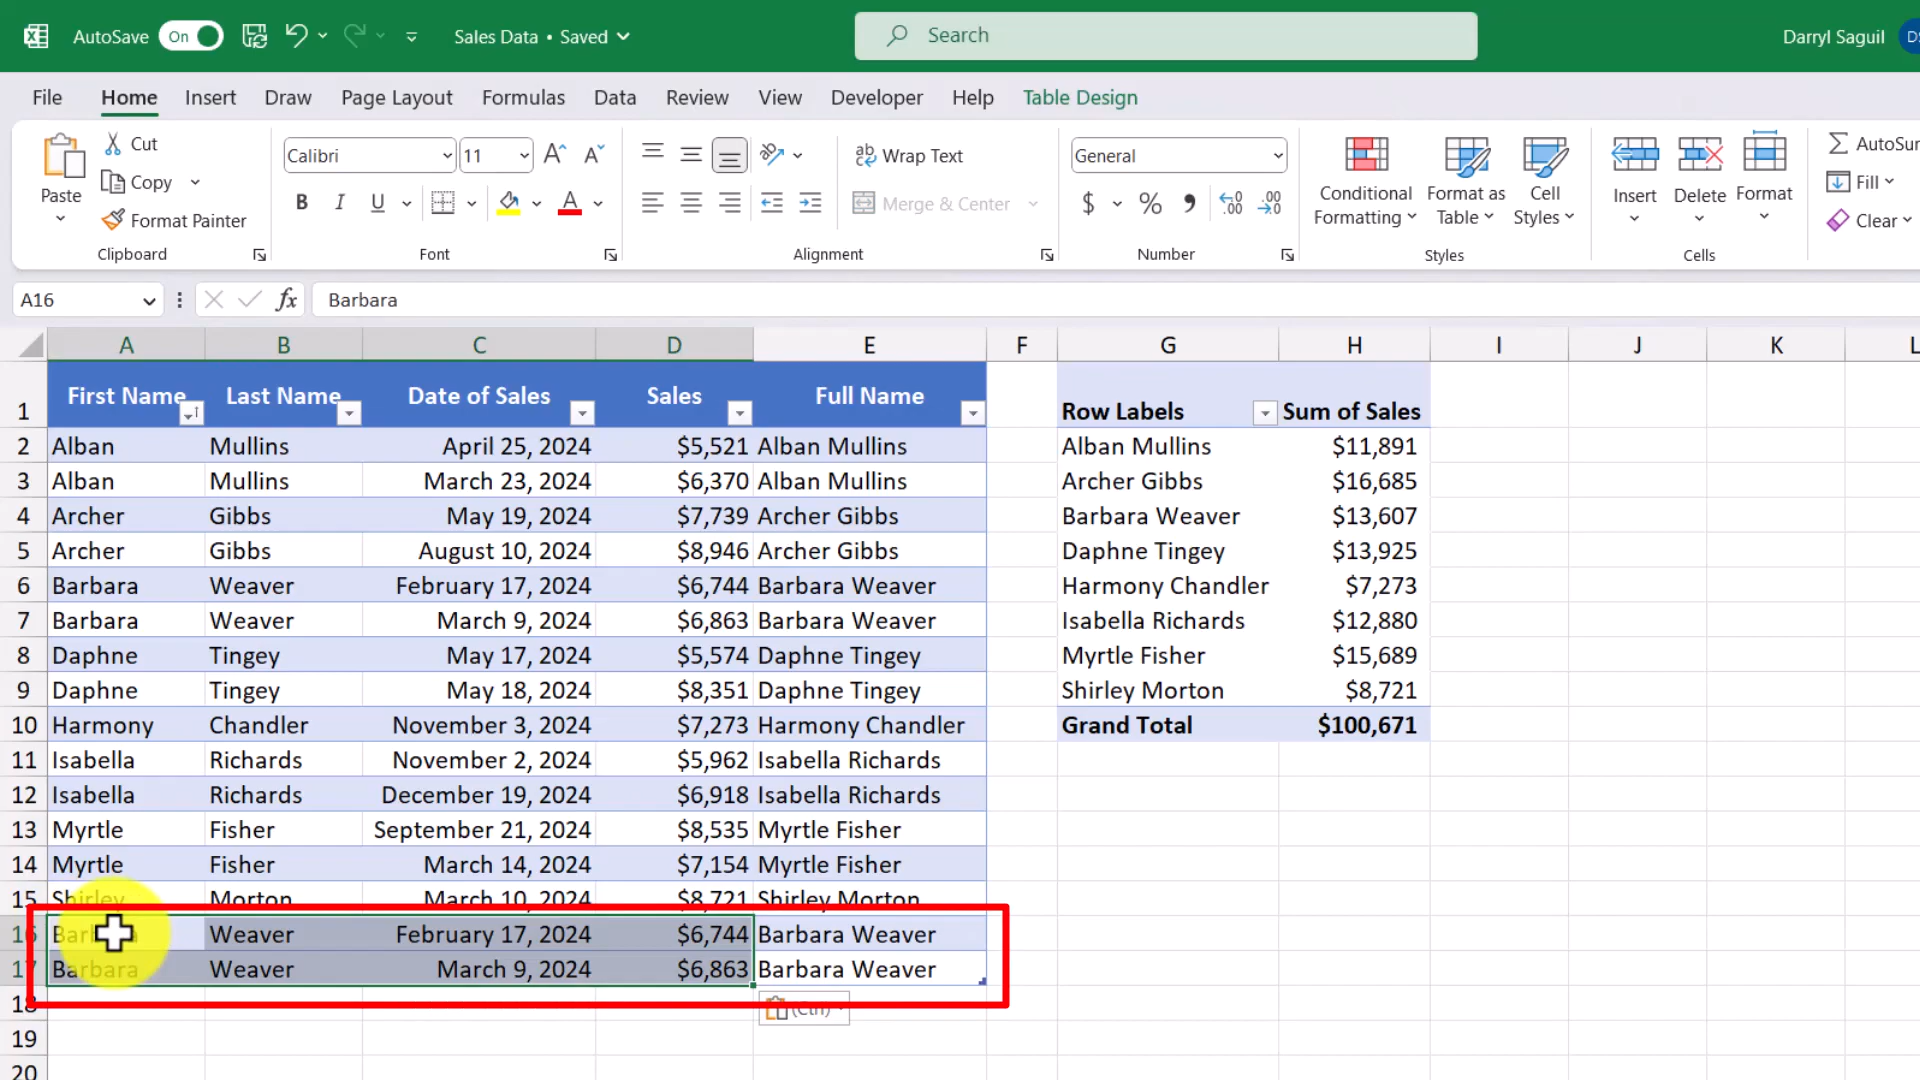 AutoSave On Sales Data • Saved Search Darryl Saguil
File Home Insert Draw Page Layout Formulas Data Review View Developer Help Table Design
Paste Cut Copy Format Painter Clipboard
Calibri 11 B I U A Font
ab Wrap Text Merge & Center Alignment
General $ % .00 .00 Number
Conditional Formatting Format as Table Cell Styles Styles
Insert Delete Format Cells
Fill Clear
A16 fx Barbara
A B C D E F G H I J K L
1 First Name Last Name Date of Sales Sales Full Name Row Labels Sum of Sales
2 Alban Mullins April 25, 2024 $5,521 Alban Mullins Alban Mullins $11,891
3 Alban Mullins March 23, 2024 $6,370 Alban Mullins Archer Gibbs $16,685
4 Archer Gibbs May 19, 2024 $7,739 Archer Gibbs Barbara Weaver $13,607
5 Archer Gibbs August 10, 2024 $8,946 Archer Gibbs Daphne Tingey $13,925
6 Barbara Weaver February 17, 2024 $6,744 Barbara Weaver Harmony Chandler $7,273
7 Barbara Weaver March 9, 2024 $6,863 Barbara Weaver Isabella Richards $12,880
8 Daphne Tingey May 17, 2024 $5,574 Daphne Tingey Myrtle Fisher $15,689
9 Daphne Tingey May 18, 2024 $8,351 Daphne Tingey Shirley Morton $8,721
10 Harmony Chandler November 3, 2024 $7,273 Harmony Chandler Grand Total $100,671
11 Isabella Richards November 2, 2024 $5,962 Isabella Richards
12 Isabella Richards December 19, 2024 $6,918 Isabella Richards
13 Myrtle Fisher September 21, 2024 $8,535 Myrtle Fisher
14 Myrtle Fisher March 14, 2024 $7,154 Myrtle Fisher
15 Shirley Morton March 10, 2024 $8,721 Shirley Morton
16 Weaver February 17, 2024 $6,744 Barbara Weaver
17 Barbara Weaver March 9, 2024 $6,863 Barbara Weaver
18 (Ctrl)
19
20